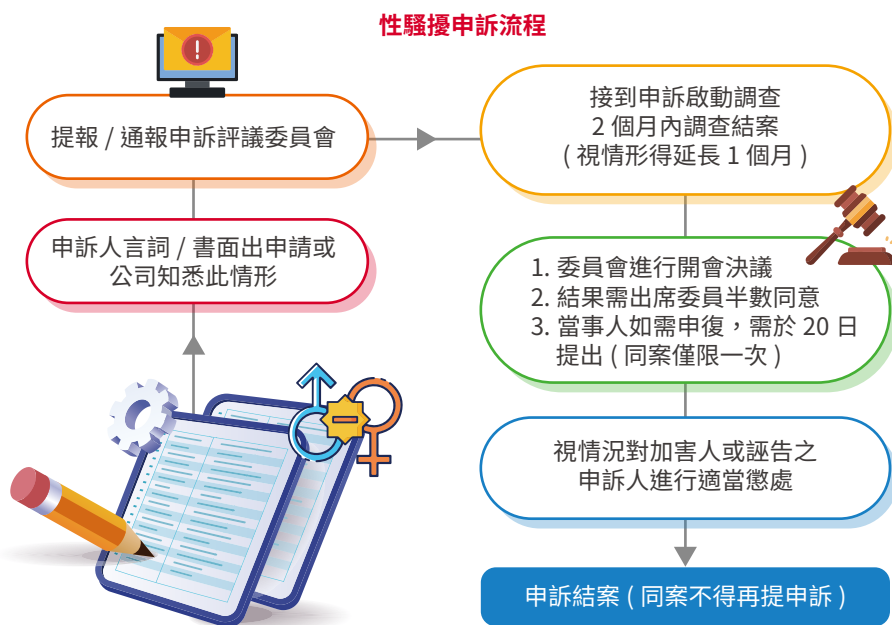 性騷擾申訴流程
提報 / 通報申訴評議委員會
申訴人言詞 / 書面出申請或
公司知悉此情形
接到申訴啟動調查
2 個月內調查結案
( 視情形得延長 1 個月 )
1. 委員會進行開會決議
2. 結果需出席委員半數同意
3. 當事人如需申復，需於 20 日
提出 ( 同案僅限一次 )
視情況對加害人或誣告之
申訴人進行適當懲處
申訴結案 ( 同案不得再提申訴 )